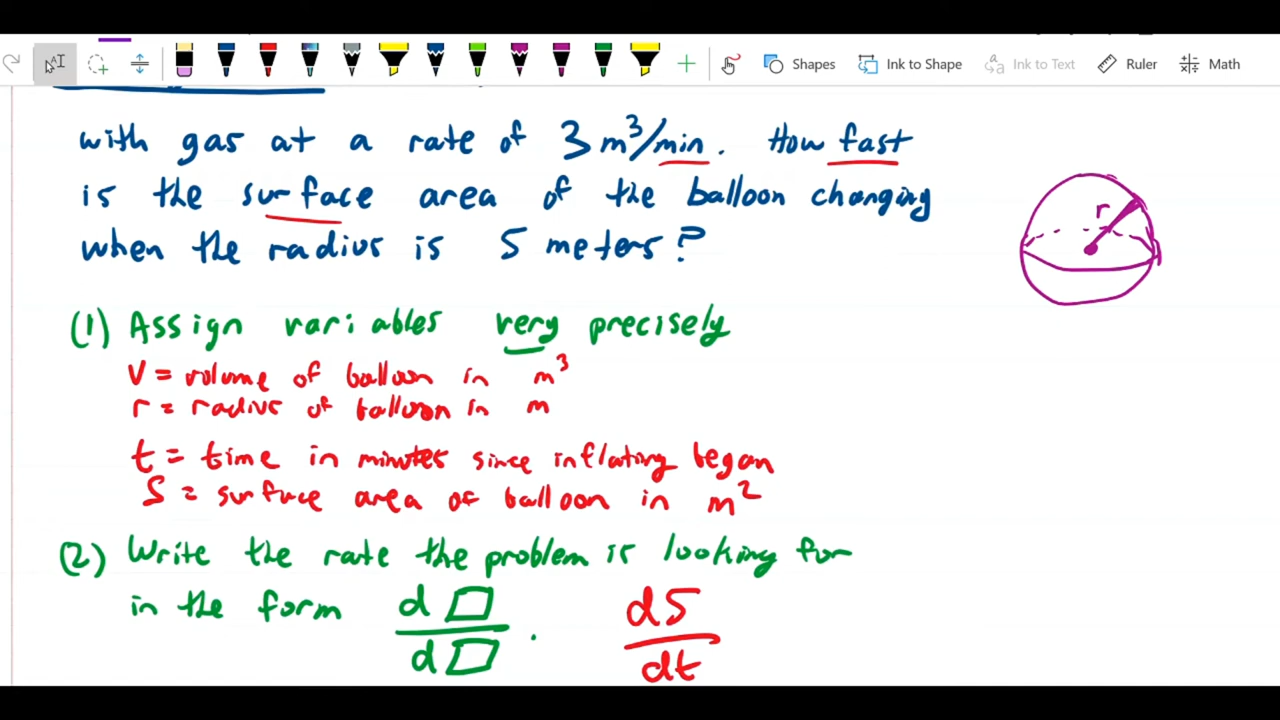 Shapes Ink to Shape Ink to Text Ruler Math
with gas at a rate of 3 m³/min. How fast
is the surface area of the balloon changing
when the radius is 5 meters?
r
(1) Assign variables very precisely
V = volume of balloon in m³
r = radius of balloon in m
t = time in minutes since inflating began
S = surface area of balloon in m²
(2) Write the rate the problem is looking for
in the form d□/d□. dS/dt